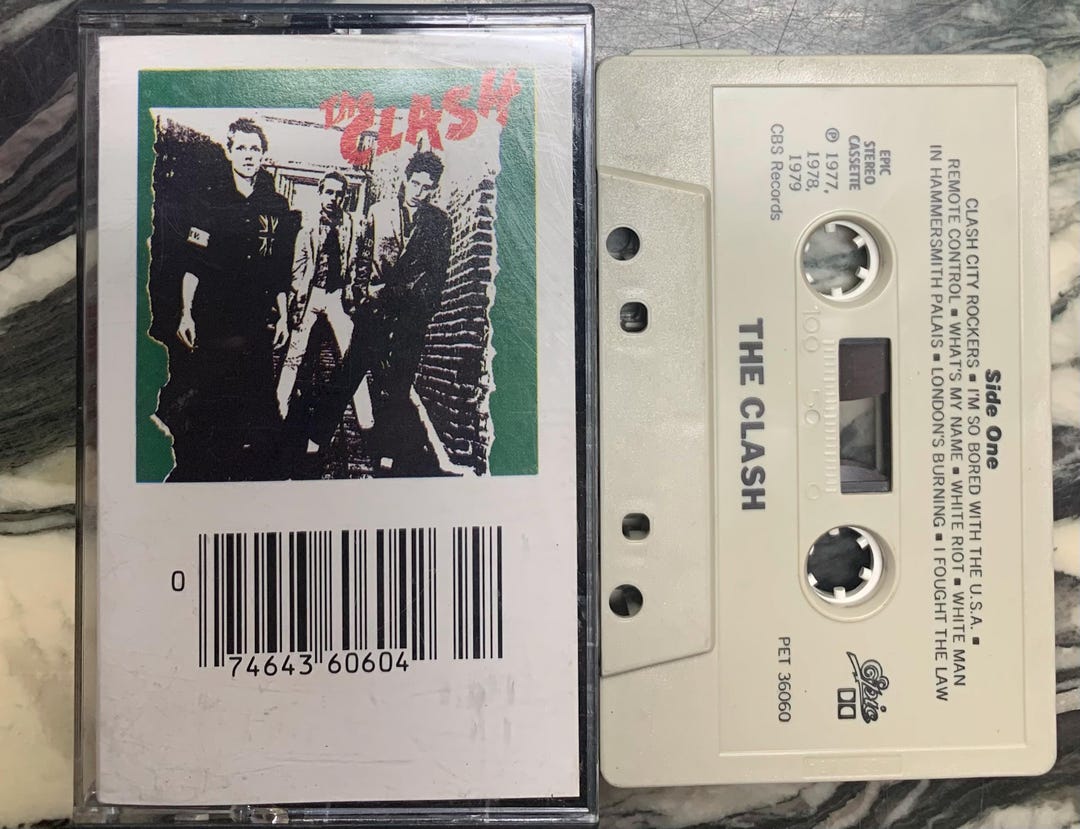 The
CLASH
0
74643 60604
Side One
CLASH CITY ROCKERS ■ I'M SO BORED WITH THE U.S.A. ■
REMOTE CONTROL ■ WHAT'S MY NAME ■ WHITE RIOT ■ WHITE MAN
IN HAMMERSMITH PALAIS ■ LONDON'S BURNING ■ I FOUGHT THE LAW
EPIC
STEREO
CASSETTE
℗ 1977,
1978,
1979
CBS Records
100 50 0
THE CLASH
Epic
PET 36060